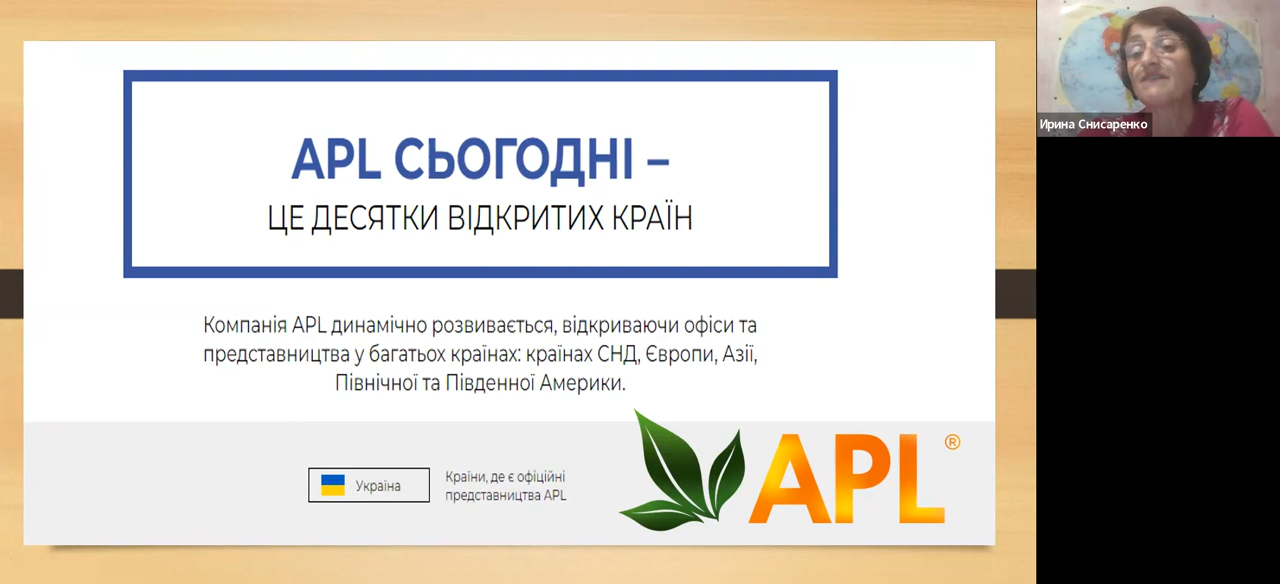 APL СЬОГОДНІ –
ЦЕ ДЕСЯТКИ ВІДКРИТИХ КРАЇН
Компанія APL динамічно розвивається, відкриваючи офіси та
представництва у багатьох країнах: країнах СНД, Європи, Азії,
Північної та Південної Америки.
Україна
Країни, де є офіційні
представництва APL
APL®
Ирина Снисаренко